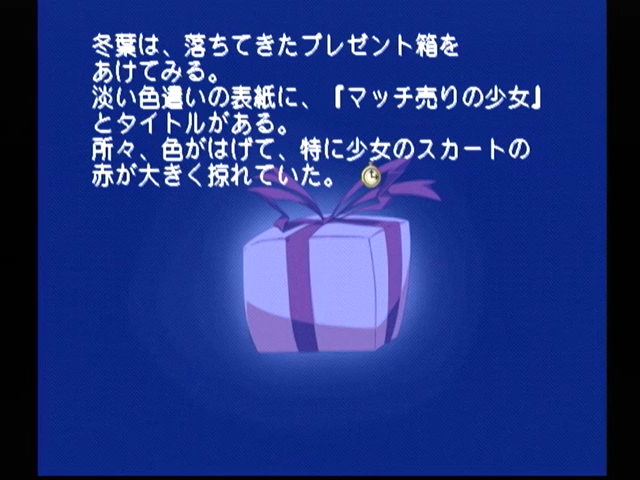 冬葉は、落ちてきたプレゼント箱を
あけてみる。
淡い色遣いの表紙に、『マッチ売りの少女』
とタイトルがある。
所々、色がはげて、特に少女のスカートの
赤が大きく掠れていた。